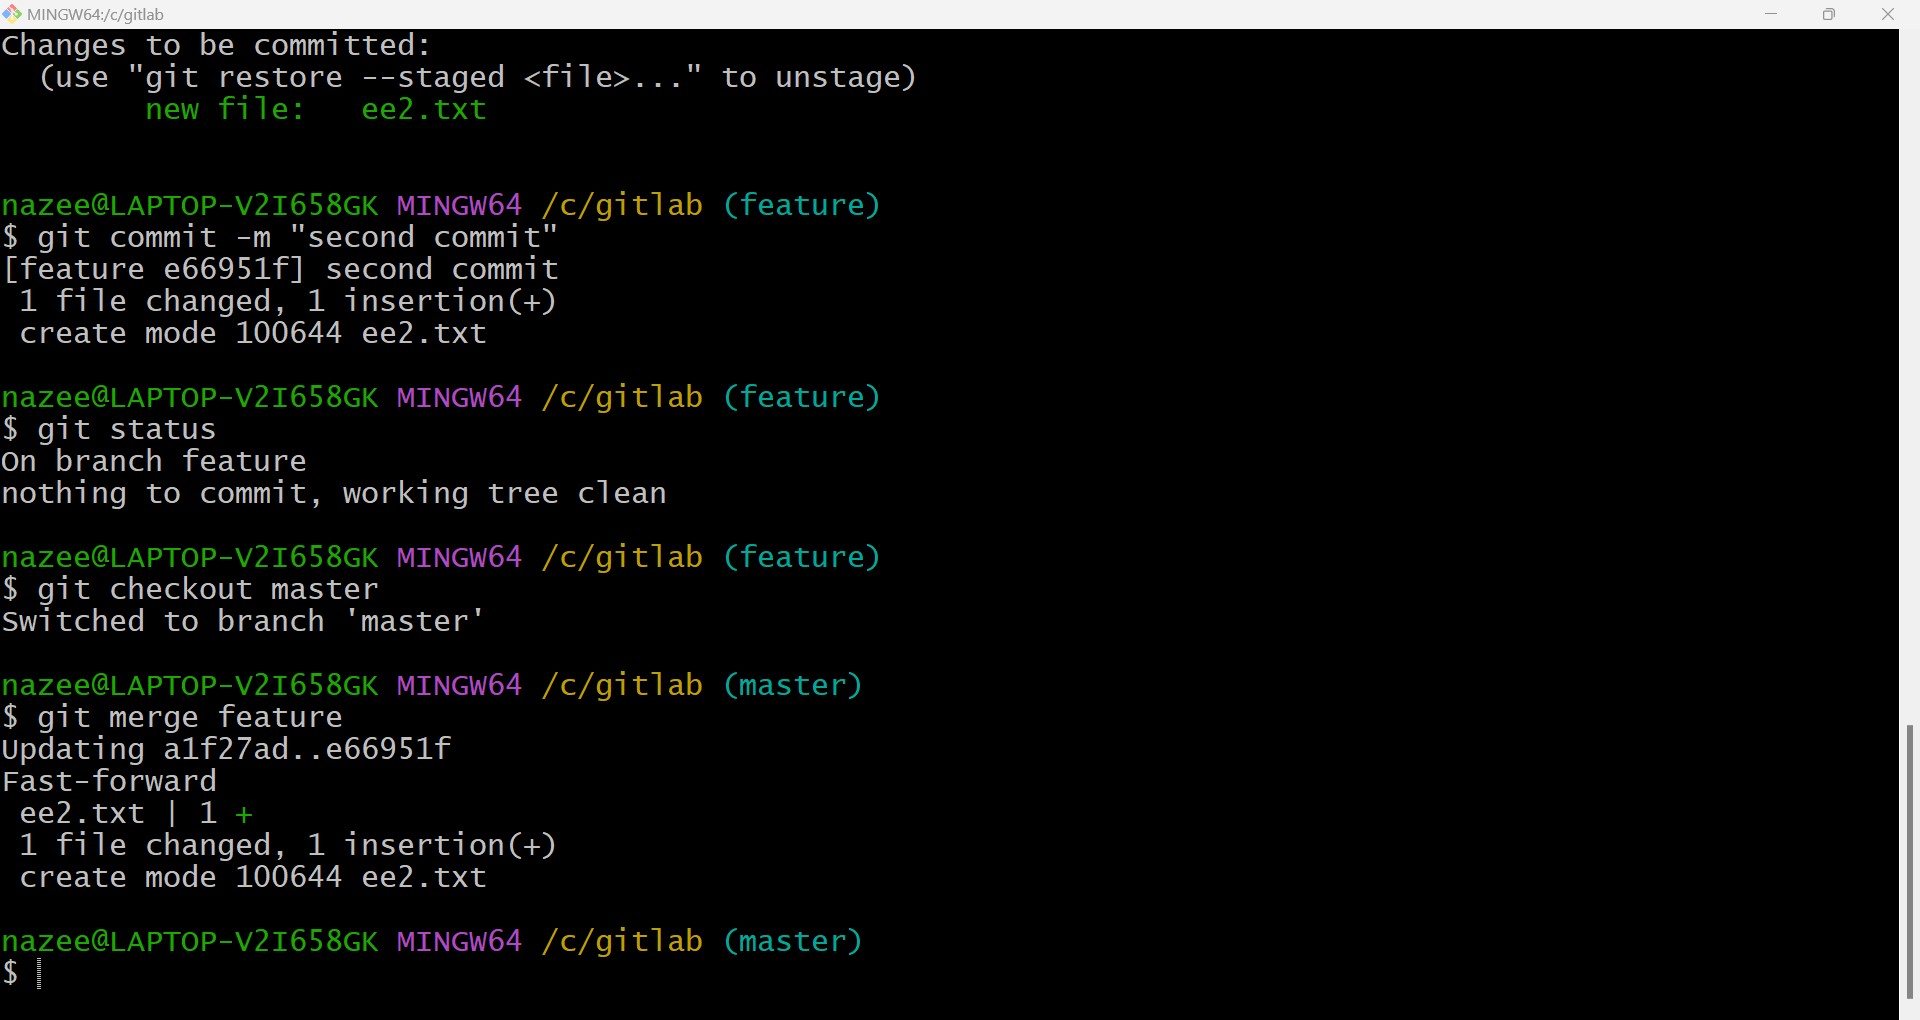 MINGW64:/c/gitlab
Changes to be committed:
  (use "git restore --staged <file>..." to unstage)
        new file:   ee2.txt
nazee@LAPTOP-V2I658GK MINGW64 /c/gitlab (feature)
$ git commit -m "second commit"
[feature e66951f] second commit
 1 file changed, 1 insertion(+)
 create mode 100644 ee2.txt
nazee@LAPTOP-V2I658GK MINGW64 /c/gitlab (feature)
$ git status
On branch feature
nothing to commit, working tree clean
nazee@LAPTOP-V2I658GK MINGW64 /c/gitlab (feature)
$ git checkout master
Switched to branch 'master'
nazee@LAPTOP-V2I658GK MINGW64 /c/gitlab (master)
$ git merge feature
Updating a1f27ad..e66951f
Fast-forward
 ee2.txt | 1 +
 1 file changed, 1 insertion(+)
 create mode 100644 ee2.txt
nazee@LAPTOP-V2I658GK MINGW64 /c/gitlab (master)
$